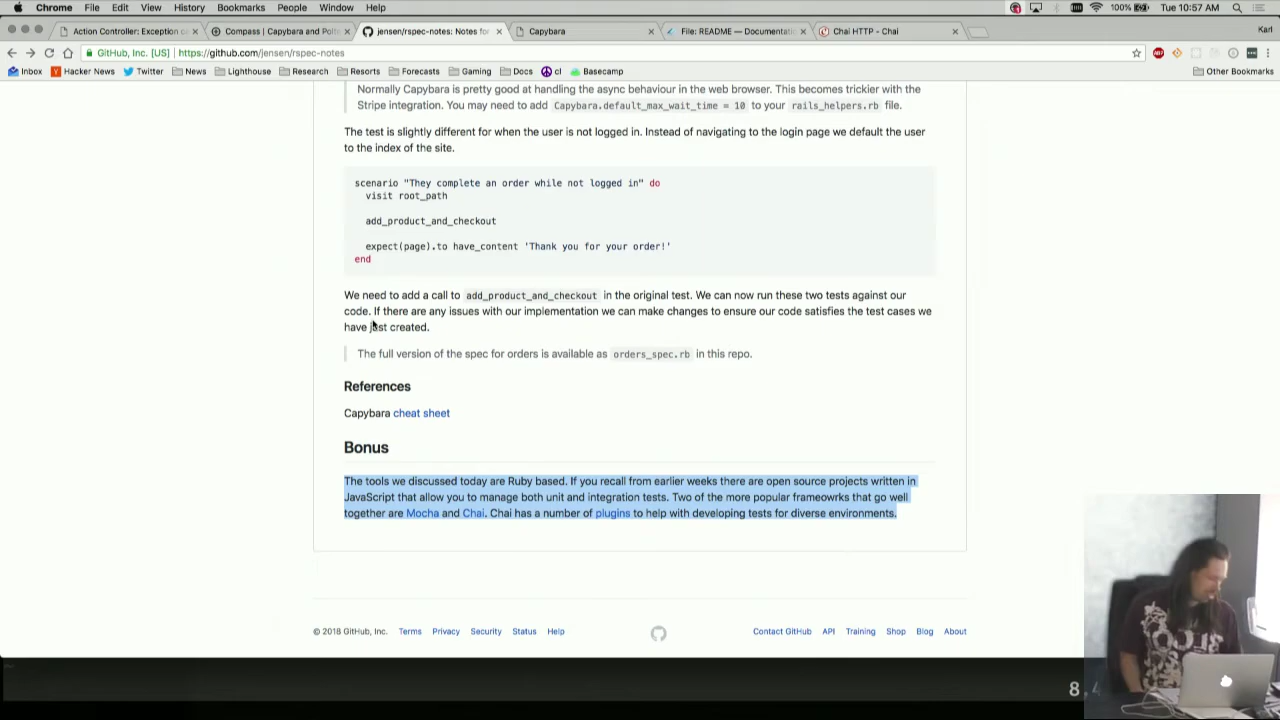 Chrome File Edit View History Bookmarks People Window Help 100% Tue 10:57 AM
Action Controller: Exception c
Compass | Capybara and Pol
jensen/rspec-notes: Notes for
Capybara
File: README — Documentati
Chai HTTP - Chai
Karl
GitHub, Inc. [US] https://github.com/jensen/rspec-notes
Inbox Hacker News Twitter News Lighthouse Research Resorts Forecasts Gaming Docs cl Basecamp Other Bookmarks
Normally Capybara is pretty good at handling the async behaviour in the web browser. This becomes trickier with the
Stripe integration. You may need to add Capybara.default_max_wait_time = 10 to your rails_helpers.rb file.
The test is slightly different for when the user is not logged in. Instead of navigating to the login page we default the user
to the index of the site.
scenario "They complete an order while not logged in" do
visit root_path
add_product_and_checkout
expect(page).to have_content 'Thank you for your order!'
end
We need to add a call to add_product_and_checkout in the original test. We can now run these two tests against our
code. If there are any issues with our implementation we can make changes to ensure our code satisfies the test cases we
have just created.
The full version of the spec for orders is available as orders_spec.rb in this repo.
References
Capybara cheat sheet
Bonus
The tools we discussed today are Ruby based. If you recall from earlier weeks there are open source projects written in
JavaScript that allow you to manage both unit and integration tests. Two of the more popular frameowrks that go well
together are Mocha and Chai. Chai has a number of plugins to help with developing tests for diverse environments.
© 2018 GitHub, Inc. Terms Privacy Security Status Help Contact GitHub API Training Shop Blog About